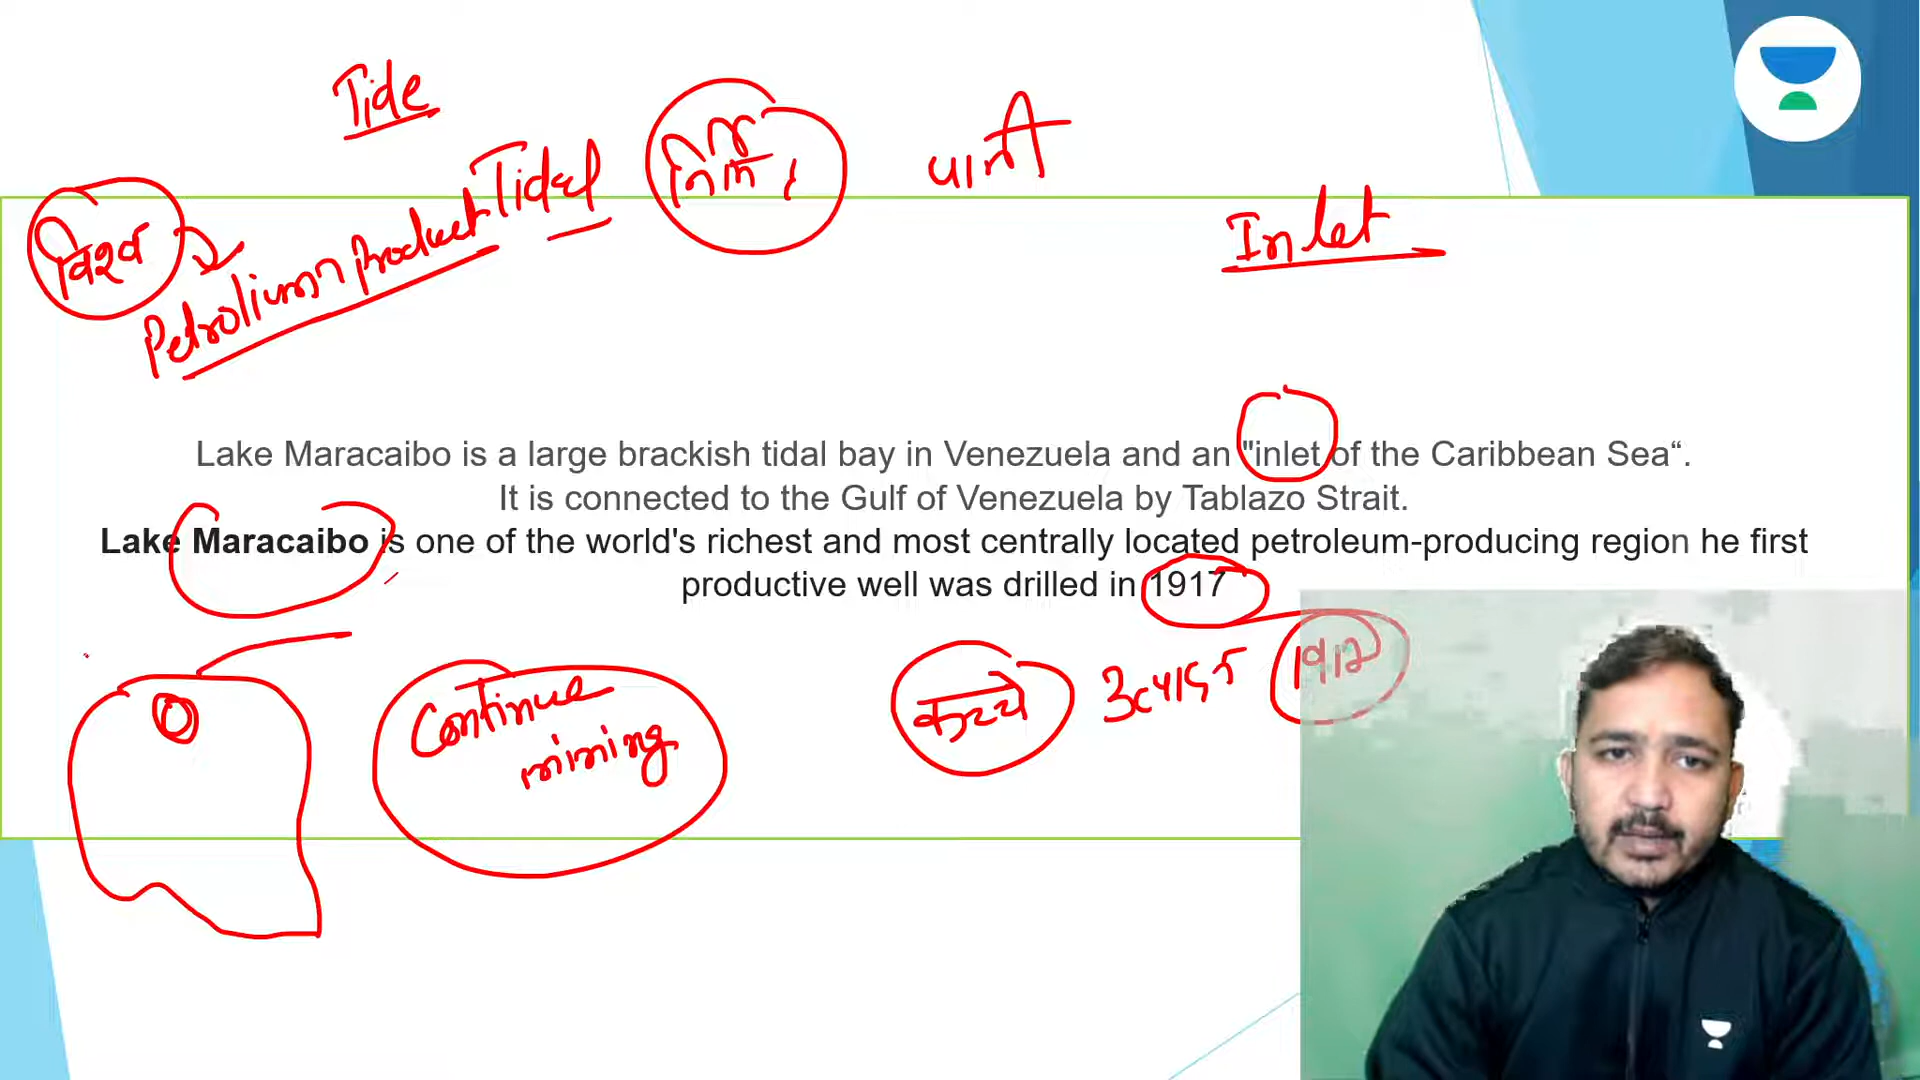 Tide
Tidal
पानी
विश्व
Petrolium Product
Inlet
Lake Maracaibo is a large brackish tidal bay in Venezuela and an "inlet of the Caribbean Sea“.
It is connected to the Gulf of Venezuela by Tablazo Strait.
Lake Maracaibo is one of the world's richest and most centrally located petroleum-producing region he first
productive well was drilled in 1917
Continue
mining
उत्पादन